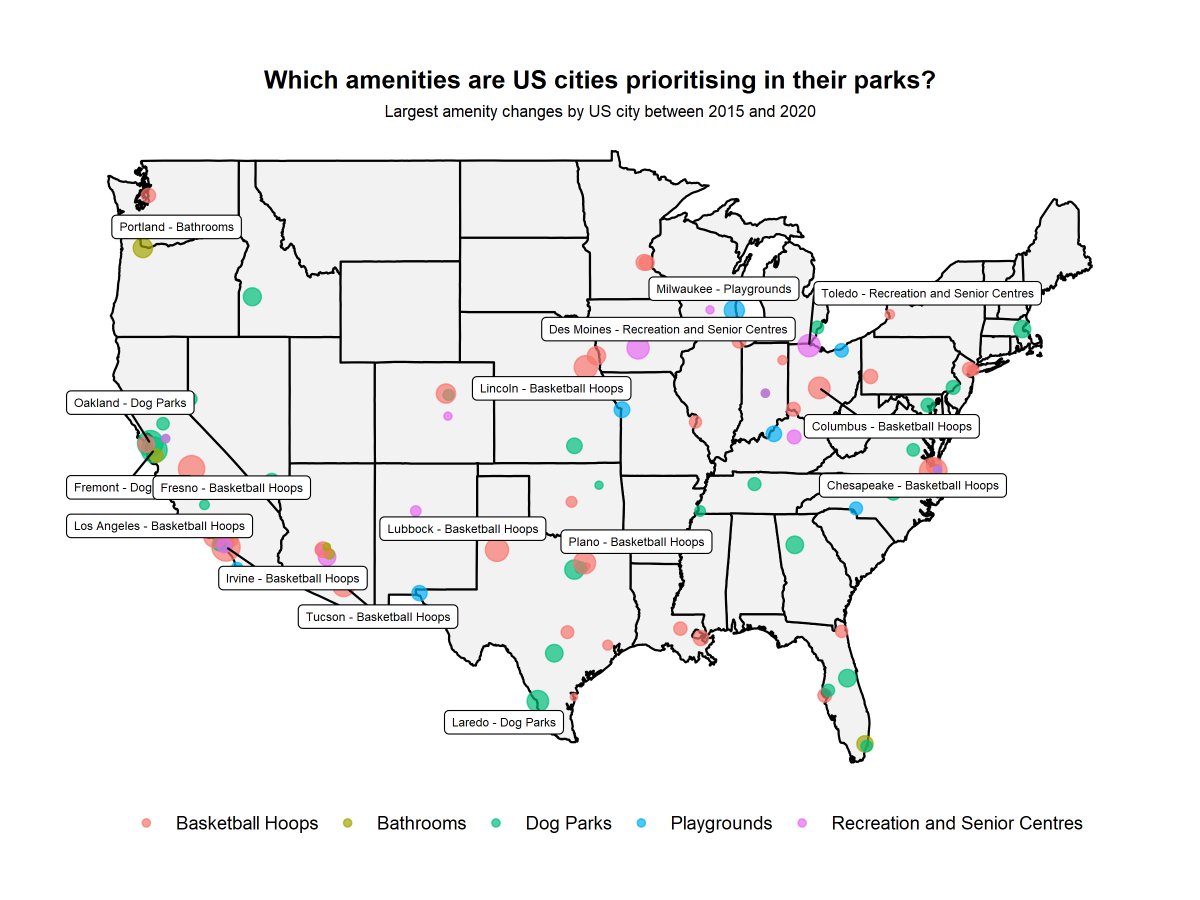 Which amenities are US cities prioritising in their parks?
Largest amenity changes by US city between 2015 and 2020
Portland - Bathrooms
Milwaukee - Playgrounds
Toledo - Recreation and Senior Centres
Des Moines - Recreation and Senior Centres
Lincoln - Basketball Hoops
Oakland - Dog Parks
Columbus - Basketball Hoops
Fremont - Dog
Fresno - Basketball Hoops
Chesapeake - Basketball Hoops
Los Angeles - Basketball Hoops
Lubbock - Basketball Hoops
Plano - Basketball Hoops
Irvine - Basketball Hoops
Tucson - Basketball Hoops
Laredo - Dog Parks
Basketball Hoops
Bathrooms
Dog Parks
Playgrounds
Recreation and Senior Centres